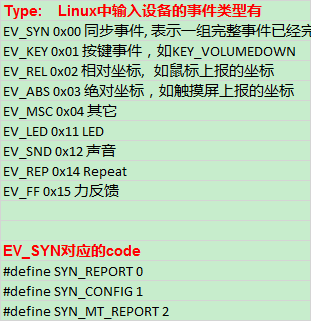 Type: Linux中输入设备的事件类型有
EV_SYN 0x00 同步事件, 表示一组完整事件已经完
EV_KEY 0x01 按键事件，如KEY_VOLUMEDOWN
EV_REL 0x02 相对坐标, 如鼠标上报的坐标
EV_ABS 0x03 绝对坐标，如触摸屏上报的坐标
EV_MSC 0x04 其它
EV_LED 0x11 LED
EV_SND 0x12 声音
EV_REP 0x14 Repeat
EV_FF 0x15 力反馈
EV_SYN对应的code
#define SYN_REPORT 0
#define SYN_CONFIG 1
#define SYN_MT_REPORT 2